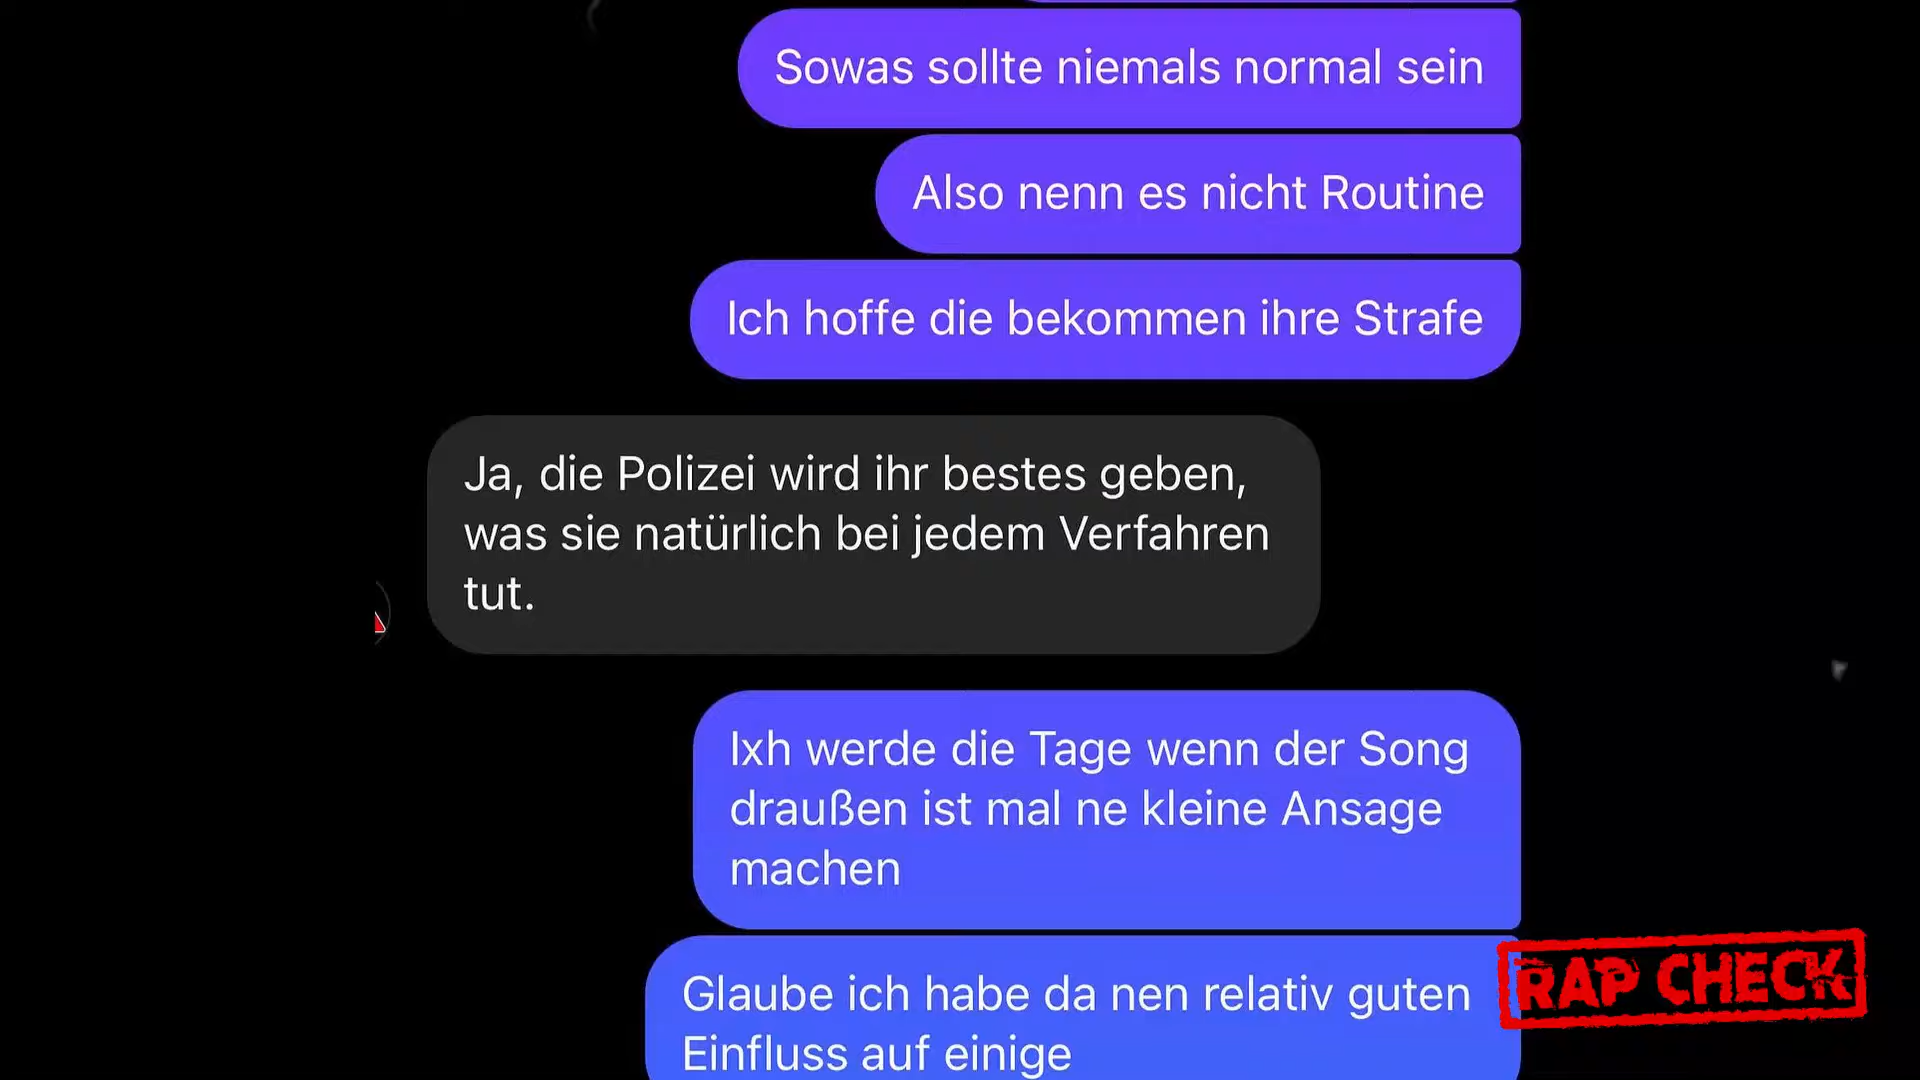 Sowas sollte niemals normal sein
Also nenn es nicht Routine
Ich hoffe die bekommen ihre Strafe
Ja, die Polizei wird ihr bestes geben,
was sie natürlich bei jedem Verfahren
tut.
Ixh werde die Tage wenn der Song
draußen ist mal ne kleine Ansage
machen
Glaube ich habe da nen relativ guten
Einfluss auf einige
RAP CHECK